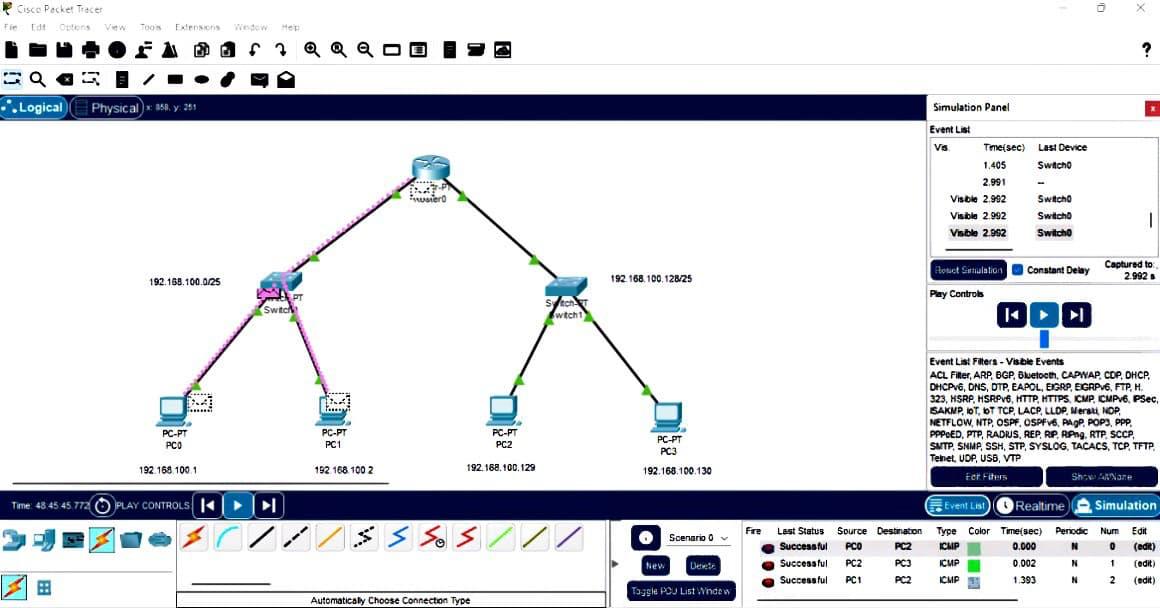 Cisco Packet Tracer
File Edit Options View Tools Extensions Window Help
Logical Physical x: 858, y: 251
Simulation Panel
Event List
Vis. Time(sec) Last Device
1.405 Switch0
2.991 --
Visible 2.992 Switch0
Visible 2.992 Switch0
Visible 2.992 Switch0
Reset Simulation Constant Delay Captured to:
2.992 s
Play Controls
Event List Filters - Visible Events
ACL Filter, ARP, BGP, Bluetooth, CAPWAP, CDP, DHCP,
DHCPv6, DNS, DTP, EAPOL, EIGRP, EIGRPv6, FTP, H.
323, HSRP, HSRPv6, HTTP, HTTPS, ICMP, ICMPv6, IPSec,
ISAKMP, IoT, IoT TCP, LACP, LLDP, Meraki, NDP,
NETFLOW, NTP, OSPF, OSPFv6, PAgP, POP3, PPP,
PPPoED, PTP, RADIUS, REP, RIP, RIPng, RTP, SCCP,
SMTP, SNMP, SSH, STP, SYSLOG, TACACS, TCP, TFTP,
Telnet, UDP, USB, VTP
Edit Filters Show All/None
192.168.100.0/25
192.168.100.128/25
Switch1
PC-PT
PC0
192.168.100.1
PC-PT
PC1
192.168.100.2
PC-PT
PC2
192.168.100.129
PC-PT
PC3
192.168.100.130
Time: 48:45:45.772 PLAY CONTROLS: Event List Realtime Simulation
Automatically Choose Connection Type
Scenario 0
New Delete
Toggle PDU List Window
Fire Last Status Source Destination Type Color Time(sec) Periodic Num Edit
Successful PC0 PC2 ICMP 0.000 N 0 (edit)
Successful PC2 PC3 ICMP 0.002 N 1 (edit)
Successful PC1 PC2 ICMP 1.393 N 2 (edit)